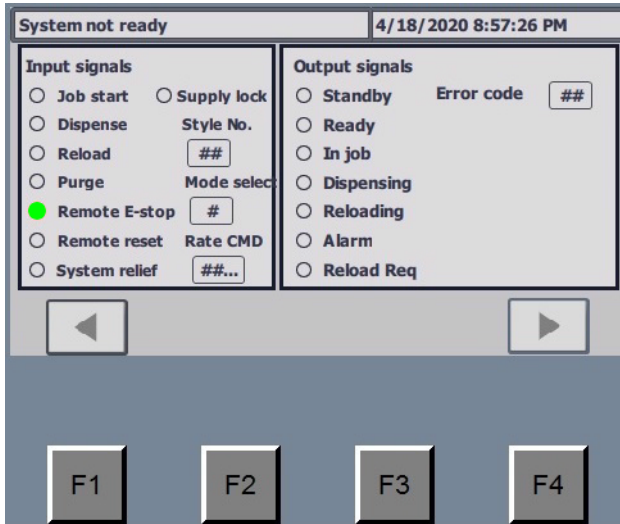 System not ready
4/18/2020 8:57:26 PM
Input signals
Job start
Supply lock
Dispense
Style No.
Reload
##
Purge
Mode select
Remote E-stop
#
Remote reset
Rate CMD
System relief
##...
Output signals
Standby
Error code
##
Ready
In job
Dispensing
Reloading
Alarm
Reload Req
F1
F2
F3
F4